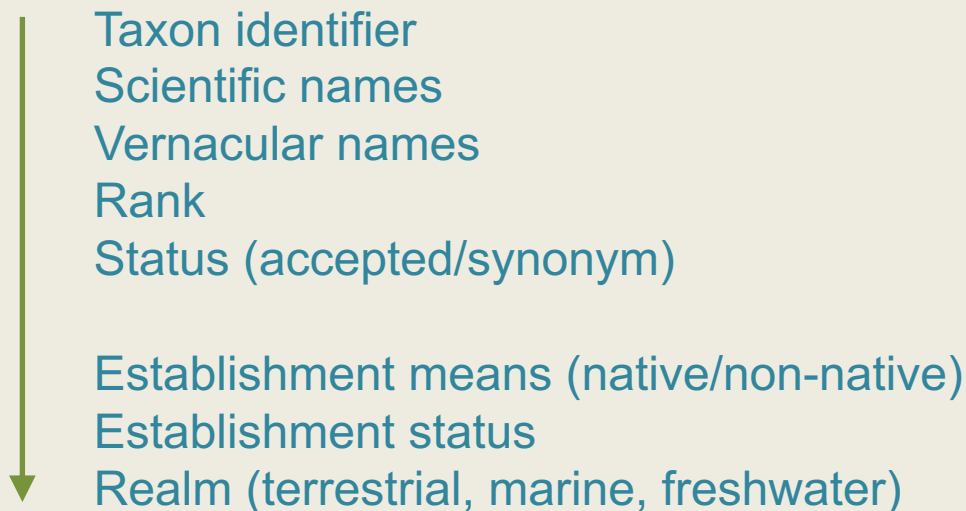 Taxon identifier
Scientific names
Vernacular names
Rank
Status (accepted/synonym)
Establishment means (native/non-native)
Establishment status
Realm (terrestrial, marine, freshwater)